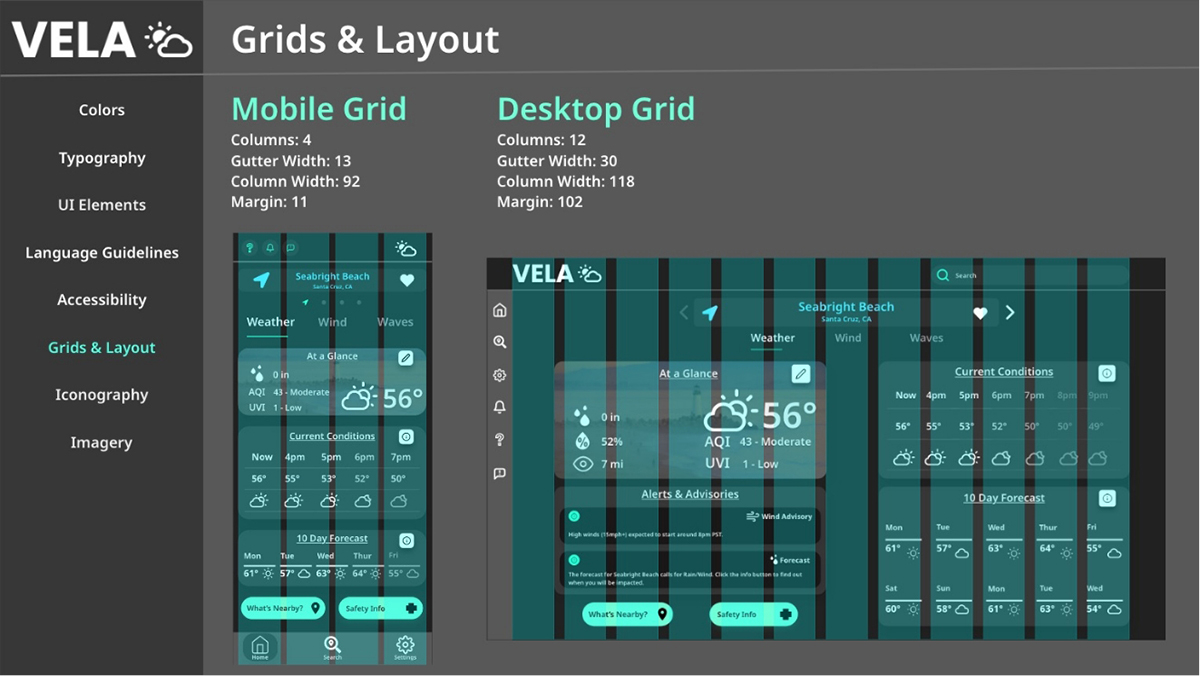 VELA
Grids & Layout
Colors
Typography
UI Elements
Language Guidelines
Accessibility
Grids & Layout
Iconography
Imagery
Mobile Grid
Columns: 4
Gutter Width: 13
Column Width: 92
Margin: 11
Desktop Grid
Columns: 12
Gutter Width: 30
Column Width: 118
Margin: 102
Seabright Beach
Santa Cruz, CA
Weather Wind Waves
At a Glance
0 in
AQI 43 - Moderate
UVI 1 - Low
56°
Current Conditions
Now 4pm 5pm 6pm 7pm
56° 55° 53° 52° 50°
10 Day Forecast
Mon Tue Wed Thur Fri
61° 57° 63° 64° 55°
What's Nearby? Safety Info
Home Search Settings
VELA
Search
Seabright Beach
Santa Cruz, CA
Weather Wind Waves
At a Glance
0 in
52%
7 mi
56°
AQI 43 - Moderate
UVI 1 - Low
Alerts & Advisories
Wind Advisory
High winds (15mph+) expected to start around 8pm PST.
Forecast
The forecast for Seabright Beach calls for Rain/Wind. Click the info button to find out
when you will be impacted.
What's Nearby? Safety Info
Current Conditions
Now 4pm 5pm 6pm 7pm 8pm 9pm
56° 55° 53° 52° 50° 50° 49°
10 Day Forecast
Mon Tue Wed Thur Fri
61° 57° 63° 64° 55°
Sat Sun Mon Tue Wed
60° 58° 61° 63° 54°